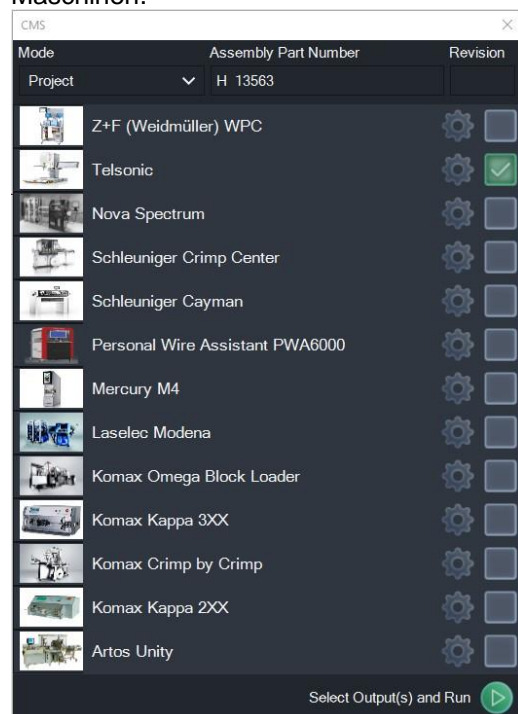 Maschinen.
CMS
Mode Assembly Part Number Revision
Project H 13563
Z+F (Weidmüller) WPC
Telsonic
Nova Spectrum
Schleuniger Crimp Center
Schleuniger Cayman
Personal Wire Assistant PWA6000
Mercury M4
Laselec Modena
Komax Omega Block Loader
Komax Kappa 3XX
Komax Crimp by Crimp
Komax Kappa 2XX
Artos Unity
Select Output(s) and Run